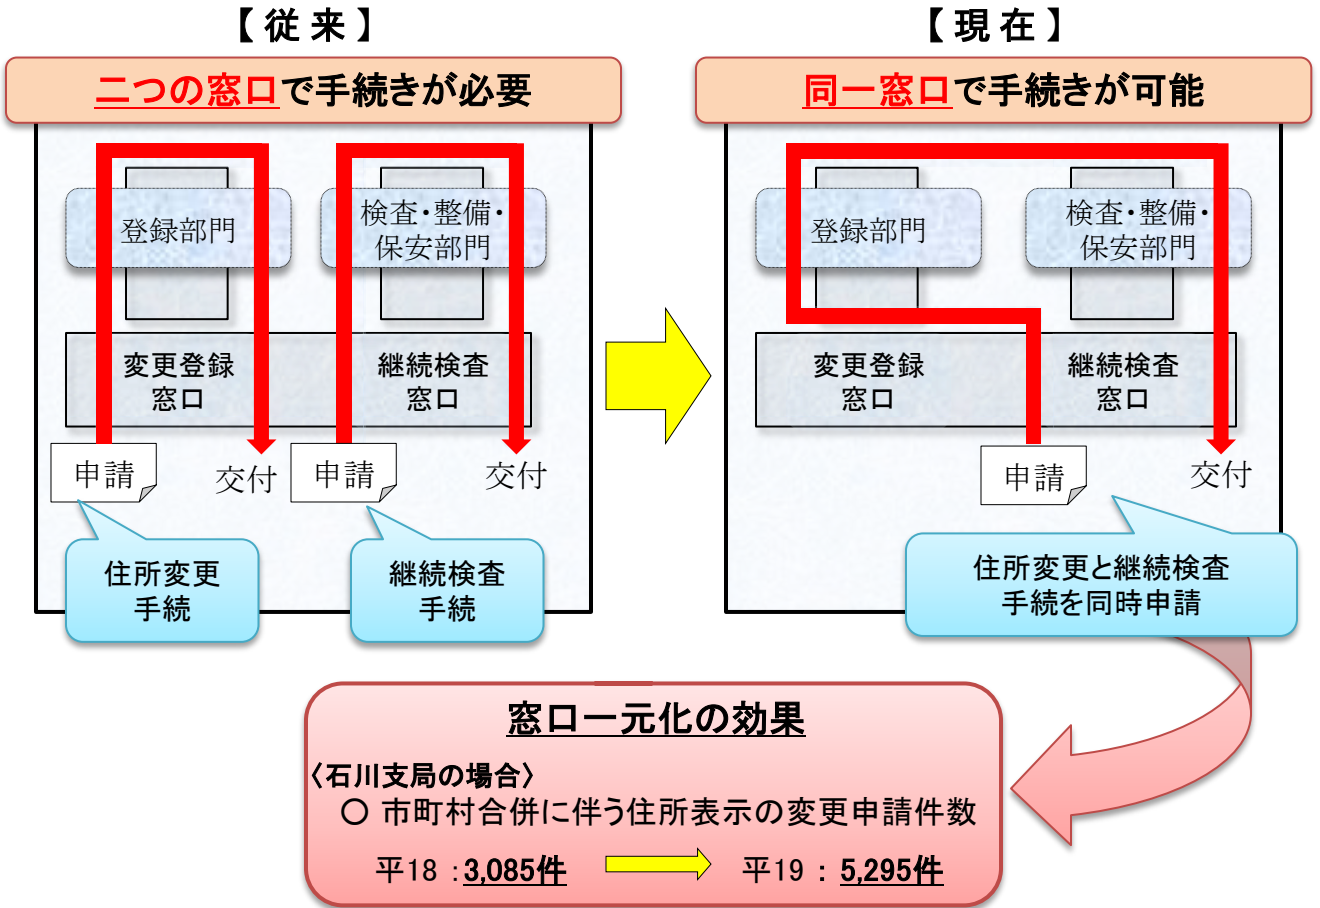 【 従 来 】
二つの窓口で手続きが必要
登録部門
検査・整備・
保安部門
変更登録
窓口
継続検査
窓口
申請
交付
申請
交付
住所変更
手続
継続検査
手続
【 現 在 】
同一窓口で手続きが可能
登録部門
検査・整備・
保安部門
変更登録
窓口
継続検査
窓口
申請
交付
住所変更と継続検査
手続を同時申請
窓口一元化の効果
〈石川支局の場合〉
○ 市町村合併に伴う住所表示の変更申請件数
平18 : 3,085件 平19 : 5,295件